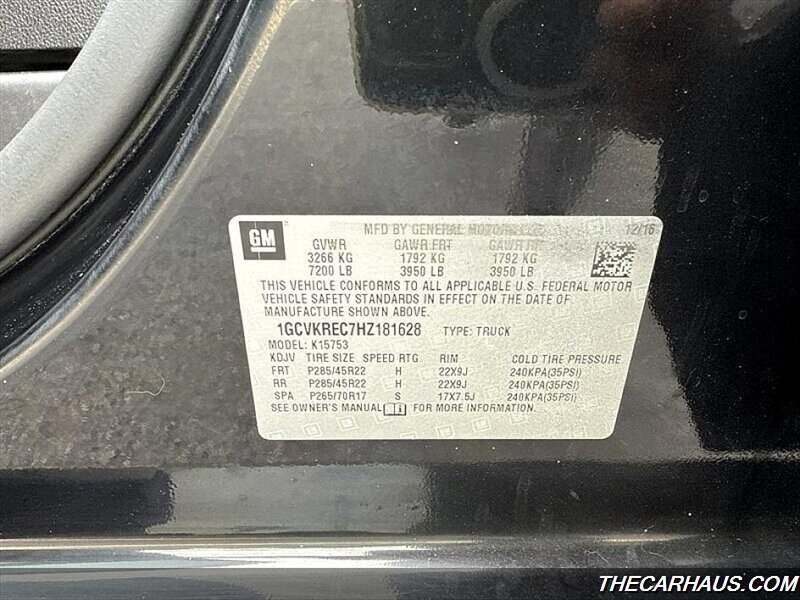 GM
MFD BY GENERAL MOTORS LLC 12/16
GVWR GAWR FRT GAWR RR
3266 KG 1792 KG 1792 KG
7200 LB 3950 LB 3950 LB
THIS VEHICLE CONFORMS TO ALL APPLICABLE U.S. FEDERAL MOTOR
VEHICLE SAFETY STANDARDS IN EFFECT ON THE DATE OF
MANUFACTURE SHOWN ABOVE.
1GCVKREC7HZ181628 TYPE: TRUCK
MODEL: K15753
KDJV TIRE SIZE SPEED RTG RIM COLD TIRE PRESSURE
FRT P285/45R22 H 22X9J 240KPA(35PSI)
RR P285/45R22 H 22X9J 240KPA(35PSI)
SPA P265/70R17 S 17X7.5J 240KPA(35PSI)
SEE OWNER'S MANUAL FOR MORE INFORMATION.
THECARHAUS.COM